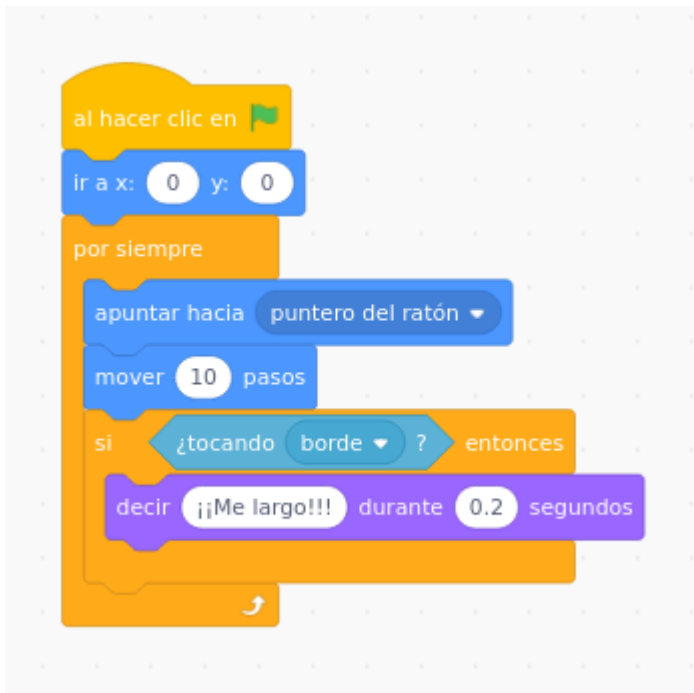 al hacer clic en
ir a x: 0 y: 0
por siempre
apuntar hacia puntero del ratón
mover 10 pasos
si ¿tocando borde ? entonces
decir ¡¡Me largo!!! durante 0.2 segundos